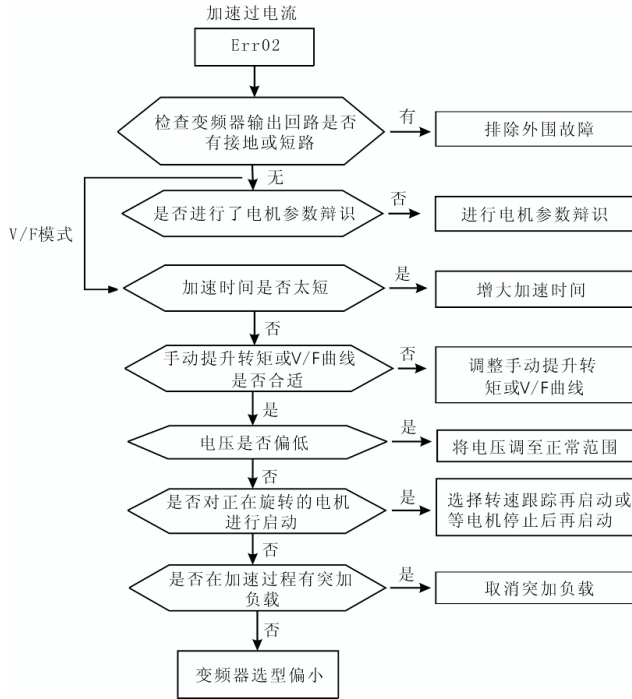 加速过电流
Err02
检查变频器输出回路是否
有接地或短路
有
排除外围故障
无
V/F模式
是否进行了电机参数辩识
否
进行电机参数辩识
加速时间是否太短
是
增大加速时间
否
手动提升转矩或V/F曲线
是否合适
否
调整手动提升转
矩或V/F曲线
是
电压是否偏低
是
将电压调至正常范围
否
是否对正在旋转的电机
进行启动
是
选择转速跟踪再启动或
等电机停止后再启动
否
是否在加速过程有突加
负载
是
取消突加负载
否
变频器选型偏小